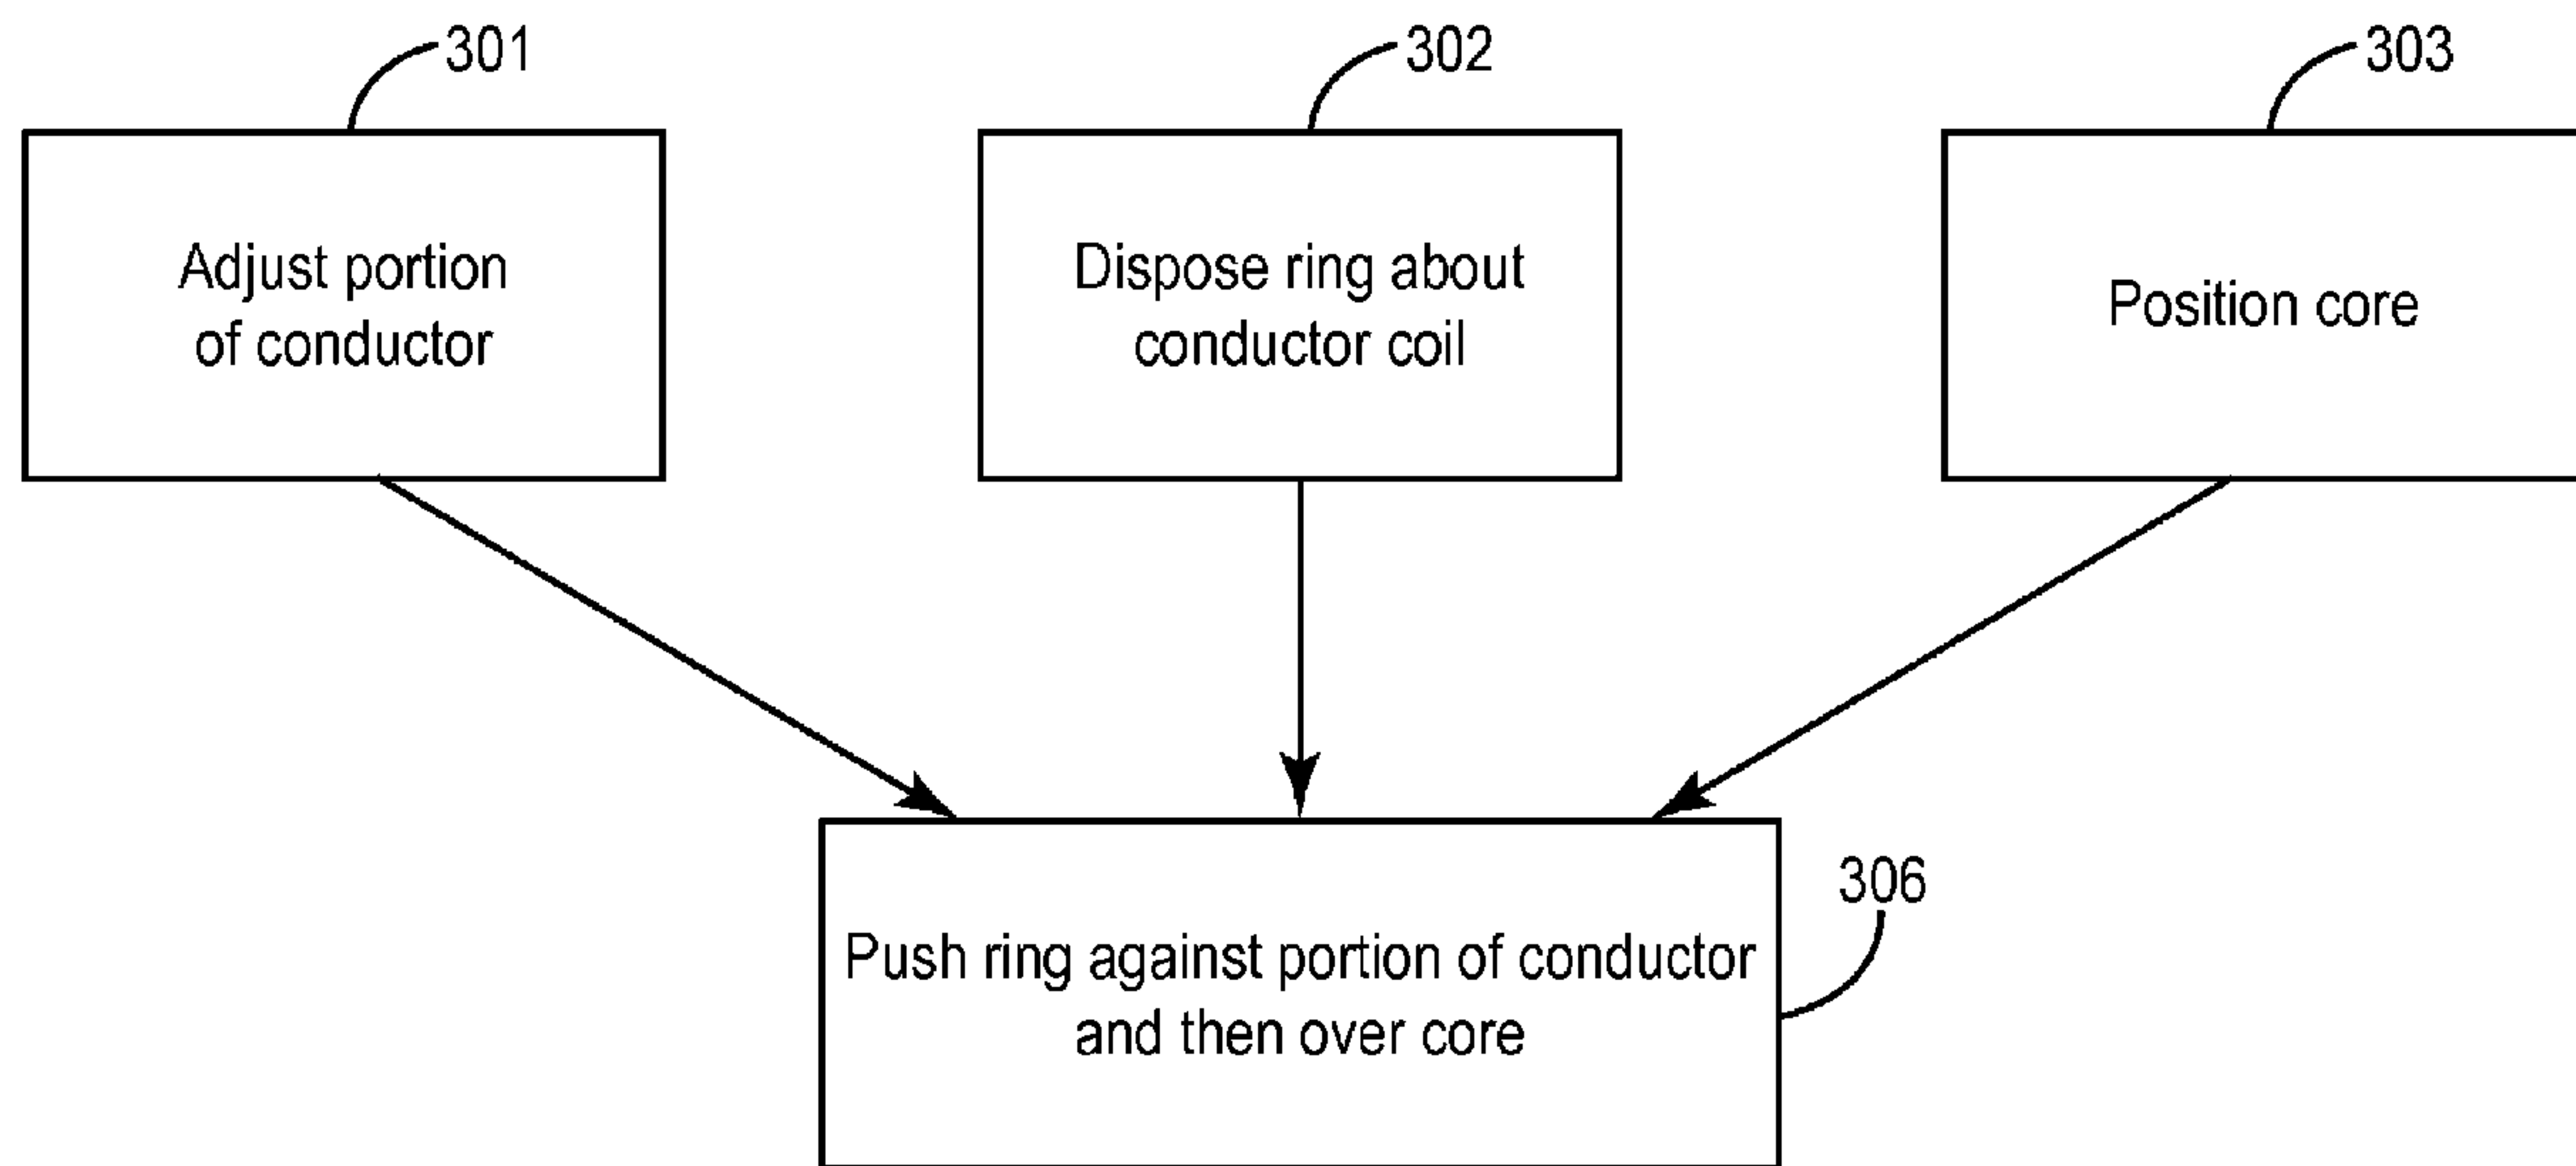 301
302
303
Adjust portion
of conductor
Dispose ring about
conductor coil
Position core
306
Push ring against portion of conductor
and then over core